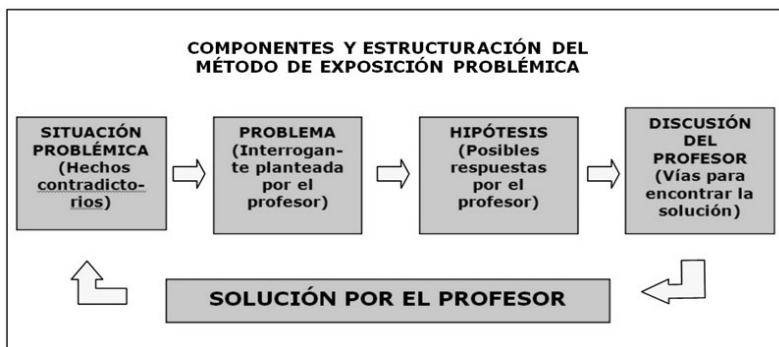 COMPONENTES Y ESTRUCTURACIÓN DEL
MÉTODO DE EXPOSICIÓN PROBLÉMICA
SITUACIÓN
PROBLÉMICA
(Hechos
contradicto-
rios)
PROBLEMA
(Interrogan-
te planteada
por el
profesor)
HIPÓTESIS
(Posibles
respuestas
por el
profesor)
DISCUSIÓN
DEL
PROFESOR
(Vías para
encontrar la
solución)
SOLUCIÓN POR EL PROFESOR